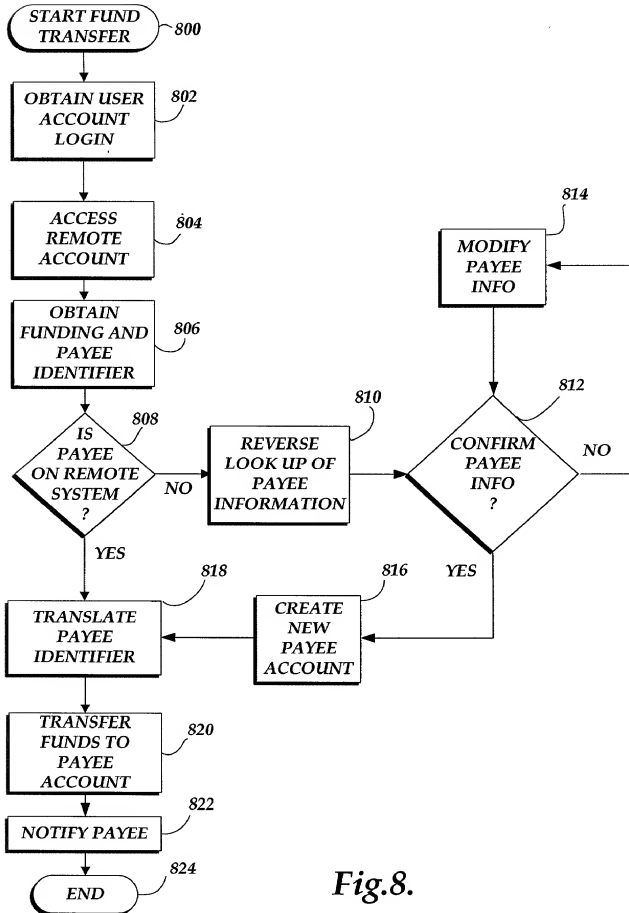 START FUND
TRANSFER
800
OBTAIN USER
ACCOUNT
LOGIN
802
ACCESS
REMOTE
ACCOUNT
804
OBTAIN
FUNDING AND
PAYEE
IDENTIFIER
806
IS
PAYEE
ON REMOTE
SYSTEM
?
808
NO
YES
REVERSE
LOOK UP OF
PAYEE
INFORMATION
810
CONFIRM
PAYEE
INFO
?
812
NO
YES
MODIFY
PAYEE
INFO
814
CREATE
NEW
PAYEE
ACCOUNT
816
TRANSLATE
PAYEE
IDENTIFIER
818
TRANSFER
FUNDS TO
PAYEE
ACCOUNT
820
NOTIFY PAYEE
822
END
824
Fig.8.